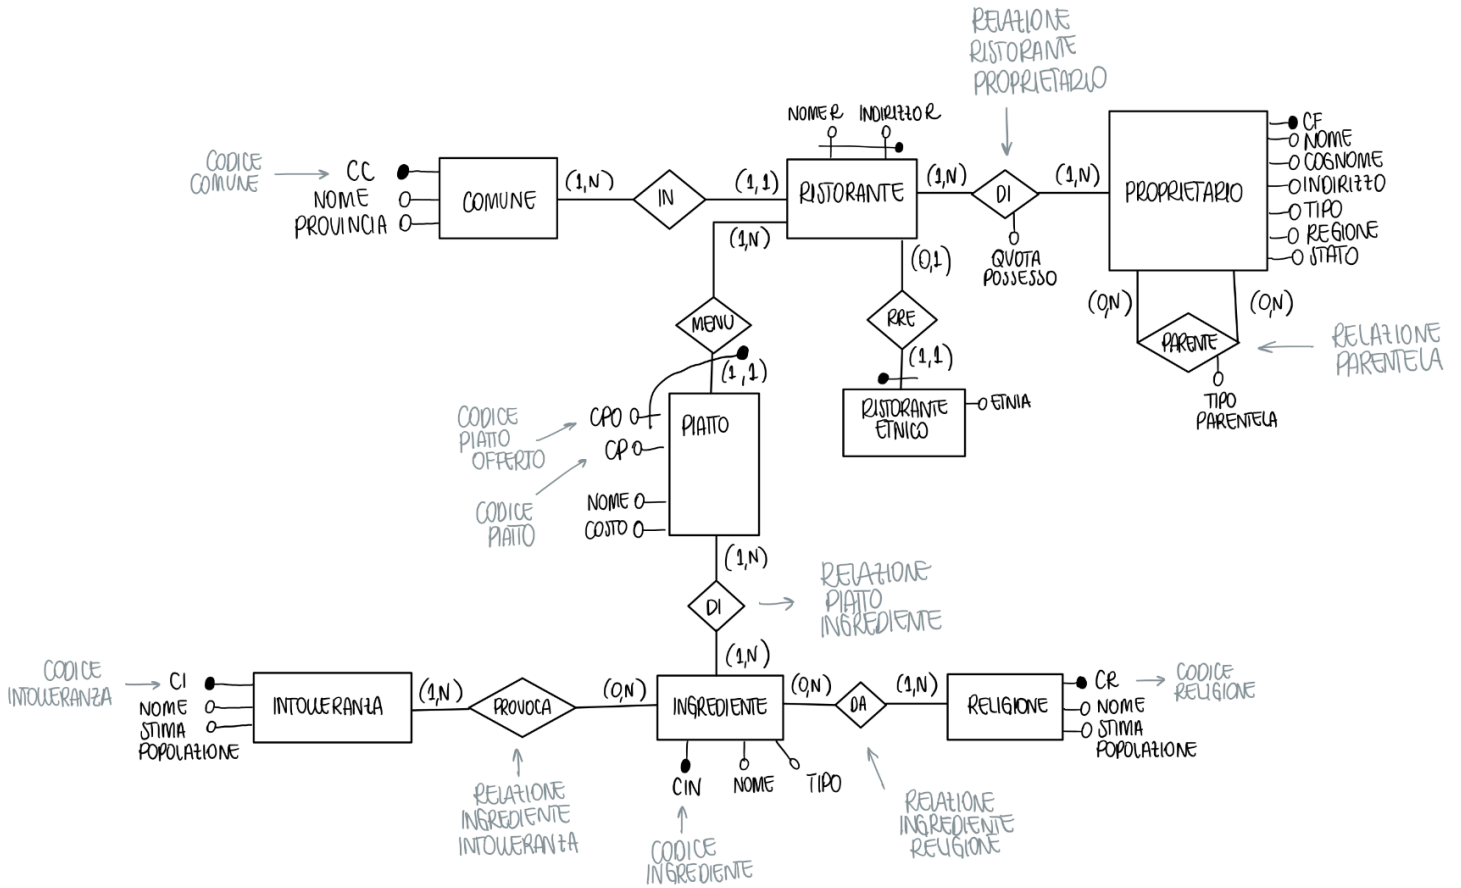 RELAZIONE
RISTORANTE
PROPRIETARIO
NOME R
INDIRIZZO R
CODICE
COMUNE
CC
NOME
PROVINCIA
COMUNE
(1,N)
IN
(1,1)
RISTORANTE
(1,N)
DI
(1,N)
QUOTA
POSSESSO
PROPRIETARIO
CF
NOME
COGNOME
INDIRIZZO
TIPO
REGIONE
STATO
(1,N)
(0,1)
(0,N)
(0,N)
MENU
RRE
PARENTE
RELAZIONE
PARENTELA
TIPO
PARENTELA
(1,1)
(1,1)
RISTORANTE
ETNICO
ETNIA
CODICE
PIATTO
OFFERTO
CPO
CP
NOME
COSTO
PIATTO
CODICE
PIATTO
(1,N)
DI
RELAZIONE
PIATTO
INGREDIENTE
(1,N)
CODICE
INTOLLERANZA
CI
NOME
STIMA
POPOLAZIONE
INTOLLERANZA
(1,N)
PROVOCA
(0,N)
INGREDIENTE
(0,N)
DA
(1,N)
RELIGIONE
CR
NOME
STIMA
POPOLAZIONE
CODICE
RELIGIONE
CIN
NOME
TIPO
RELAZIONE
INGREDIENTE
INTOLLERANZA
CODICE
INGREDIENTE
RELAZIONE
INGREDIENTE
RELIGIONE